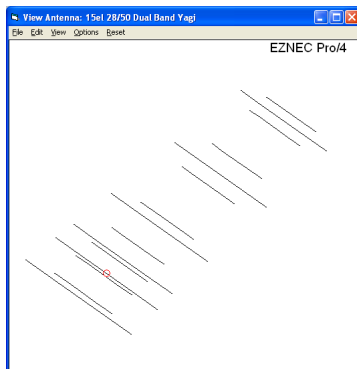 View Antenna: 15el 28/50 Dual Band Yagi
File Edit View Options Reset
EZNEC Pro/4